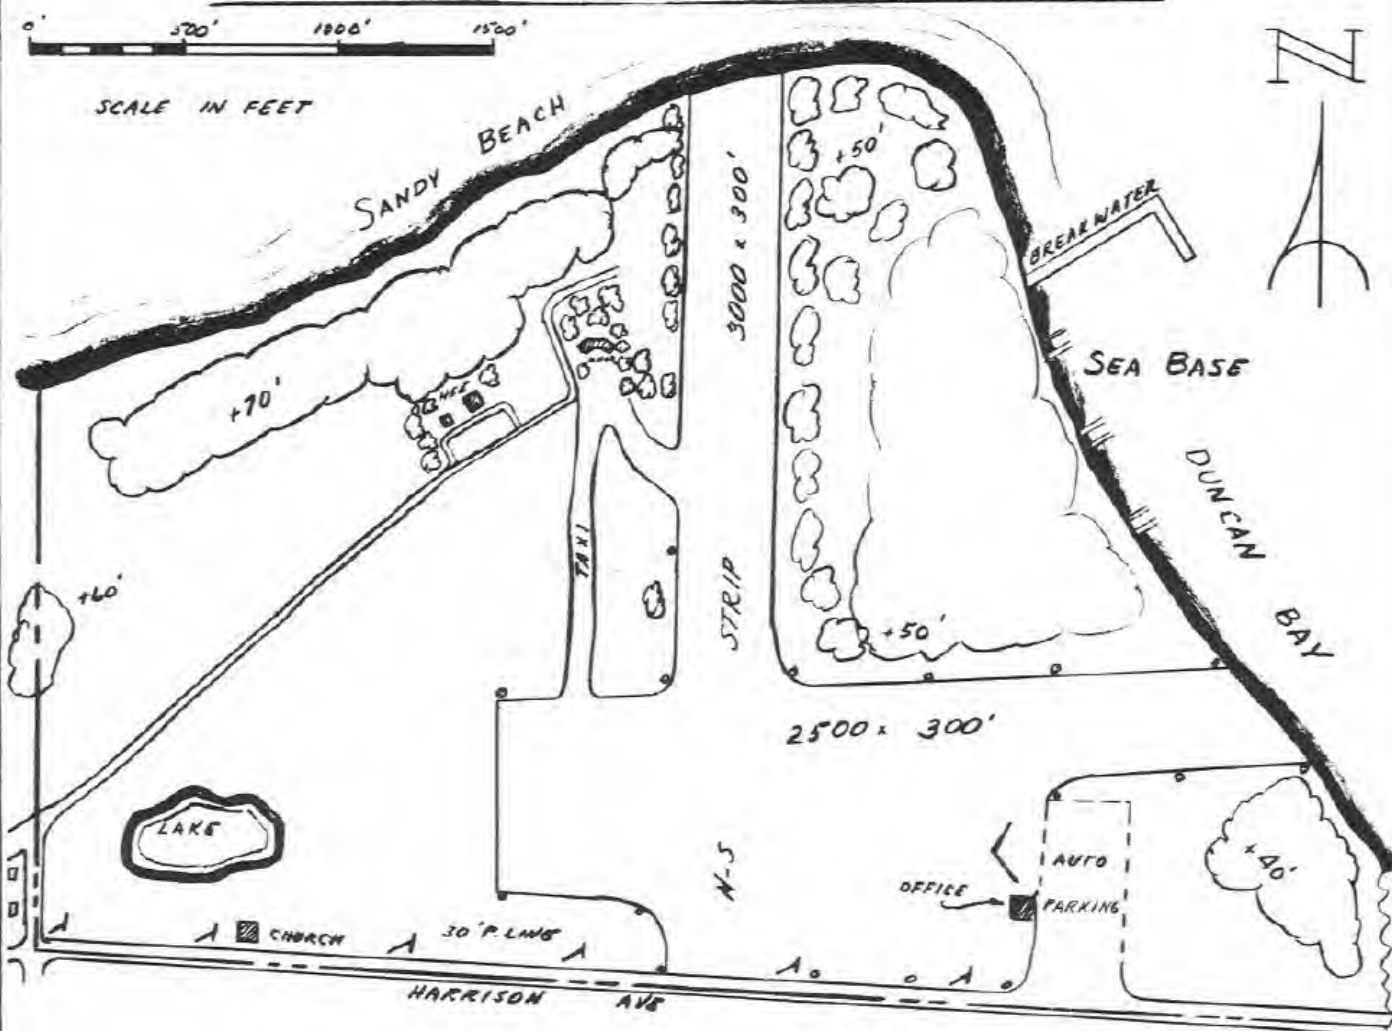 0' 500' 1000' 1500'
SCALE IN FEET
N
SANDY BEACH
+50'
3000 x 300'
BREAKWATER
SEA BASE
+70'
DUNCAN BAY
TAXI
STRIP
+60'
+50'
2500 x 300'
LAKE
N-S
AUTO PARKING
+40'
OFFICE
CHURCH
30' P. LINE
HARRISON AVE